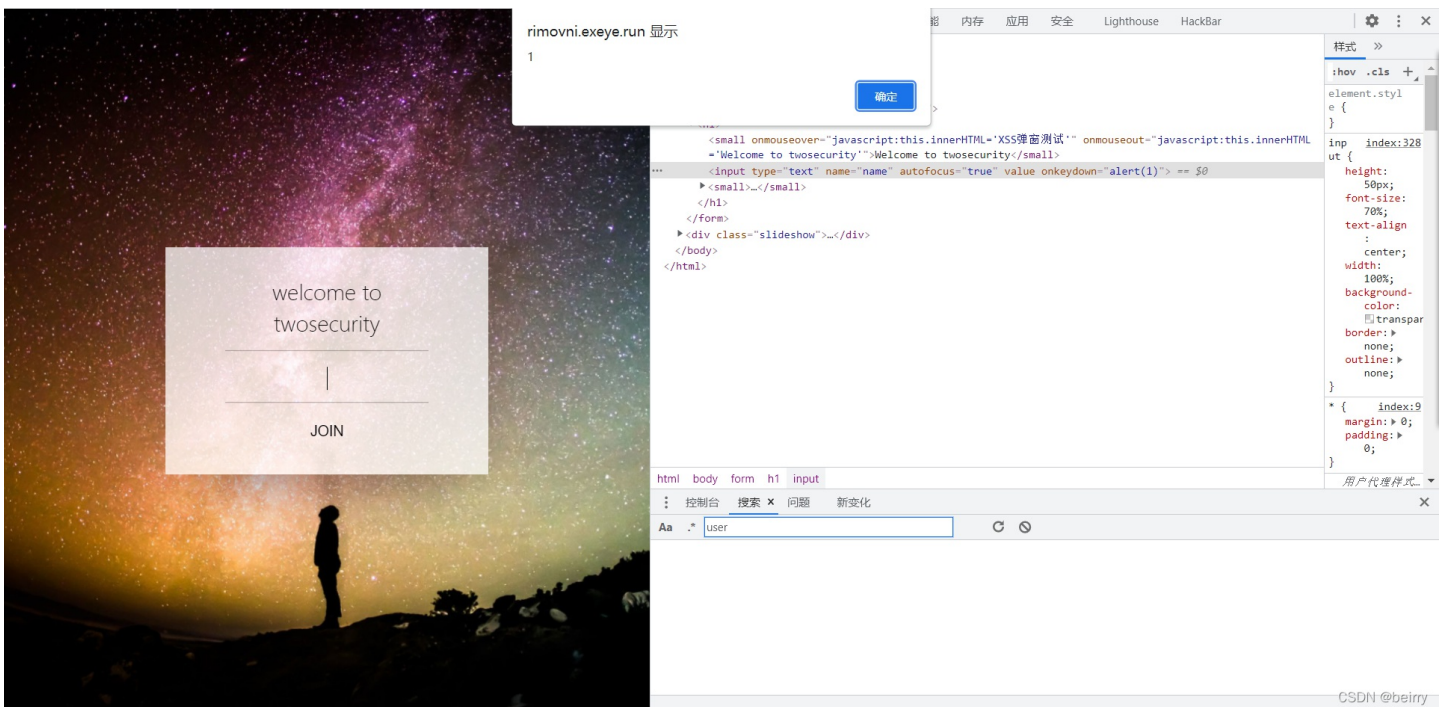 rimovni.exeye.run 显示
1
确定
内存 应用 安全 Lighthouse HackBar
>
<small onmouseover="javascript:this.innerHTML='XSS弹窗测试'" onmouseout="javascript:this.innerHTML
='Welcome to twosecurity'">Welcome to twosecurity</small>
<input type="text" name="name" autofocus="true" value onkeydown="alert(1)"> == $0
<small>…</small>
</h1>
</form>
<div class="slideshow">…</div>
</body>
</html>
welcome to
twosecurity
JOIN
样式
:hov .cls +
element.styl
e {
}
inp index:328
ut {
height:
50px;
font-size:
70%;
text-align
:
center;
width:
100%;
background-
color:
transpar
border:
none;
outline:
none;
}
* { index:9
margin: 0;
padding:
0;
}
用户代理样式…
html body form h1 input
控制台 搜索 × 问题 新变化
Aa .* user
CSDN @beirry